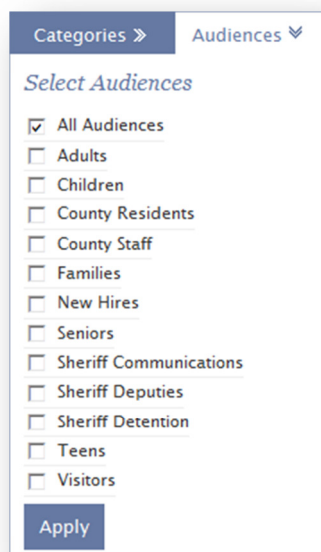 Categories » Audiences
Select Audiences
All Audiences
Adults
Children
County Residents
County Staff
Families
New Hires
Seniors
Sheriff Communications
Sheriff Deputies
Sheriff Detention
Teens
Visitors
Apply